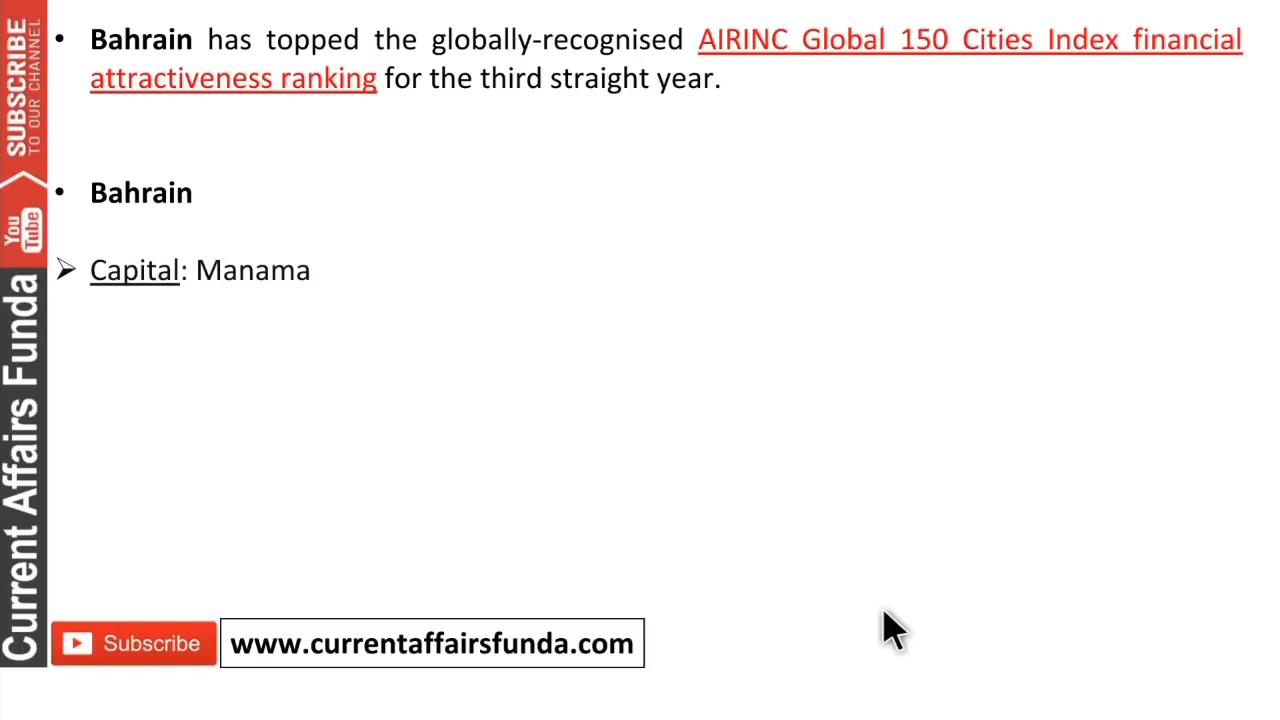 • Bahrain has topped the globally-recognised AIRINC Global 150 Cities Index financial
attractiveness ranking for the third straight year.
• Bahrain
➢ Capital: Manama
SUBSCRIBE
TO OUR CHANNEL
You
Tube
Current Affairs Funda
Subscribe
www.currentaffairsfunda.com